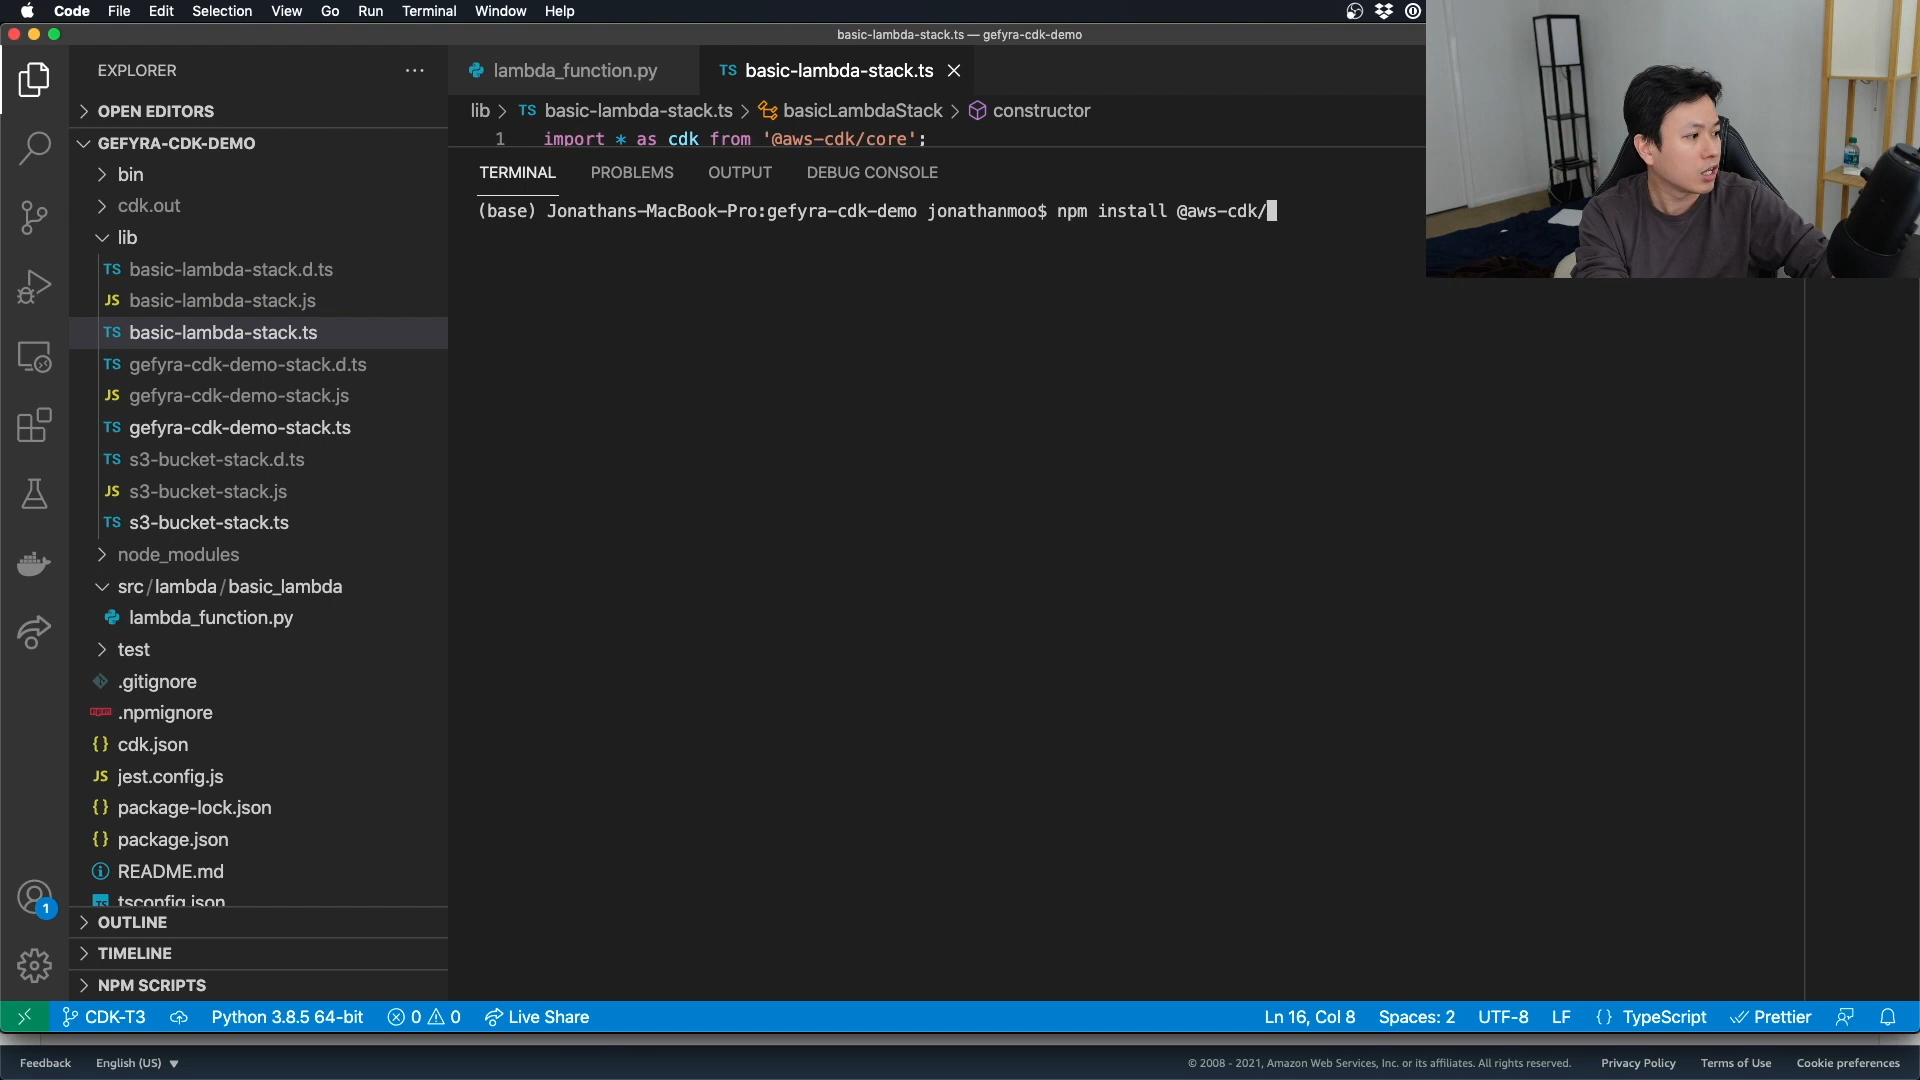 Code File Edit Selection View Go Run Terminal Window Help
basic-lambda-stack.ts — gefyra-cdk-demo
EXPLORER
OPEN EDITORS
GEFYRA-CDK-DEMO
bin
cdk.out
lib
TS basic-lambda-stack.d.ts
JS basic-lambda-stack.js
TS basic-lambda-stack.ts
TS gefyra-cdk-demo-stack.d.ts
JS gefyra-cdk-demo-stack.js
TS gefyra-cdk-demo-stack.ts
TS s3-bucket-stack.d.ts
JS s3-bucket-stack.js
TS s3-bucket-stack.ts
node_modules
src/lambda/basic_lambda
lambda_function.py
test
.gitignore
npm .npmignore
{} cdk.json
JS jest.config.js
{} package-lock.json
{} package.json
README.md
TS tsconfig.json
OUTLINE
TIMELINE
NPM SCRIPTS
1
lambda_function.py TS basic-lambda-stack.ts
lib > TS basic-lambda-stack.ts > basicLambdaStack > constructor
1 import * as cdk from '@aws-cdk/core';
TERMINAL PROBLEMS OUTPUT DEBUG CONSOLE
(base) Jonathans-MacBook-Pro:gefyra-cdk-demo jonathanmoo$ npm install @aws-cdk/
CDK-T3 Python 3.8.5 64-bit 0 0 Live Share Ln 16, Col 8 Spaces: 2 UTF-8 LF {} TypeScript Prettier
Feedback English (US) © 2008 - 2021, Amazon Web Services, Inc. or its affiliates. All rights reserved. Privacy Policy Terms of Use Cookie preferences